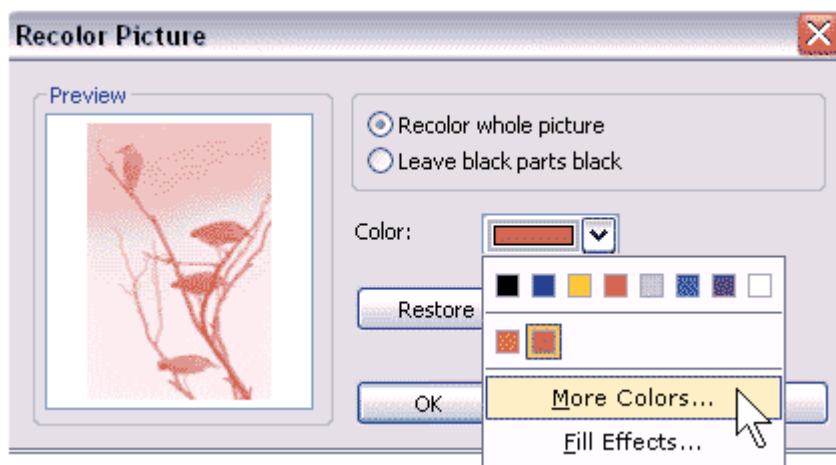 Recolor Picture
Preview
Recolor whole picture
Leave black parts black
Color:
Restore
OK
More Colors...
Fill Effects...